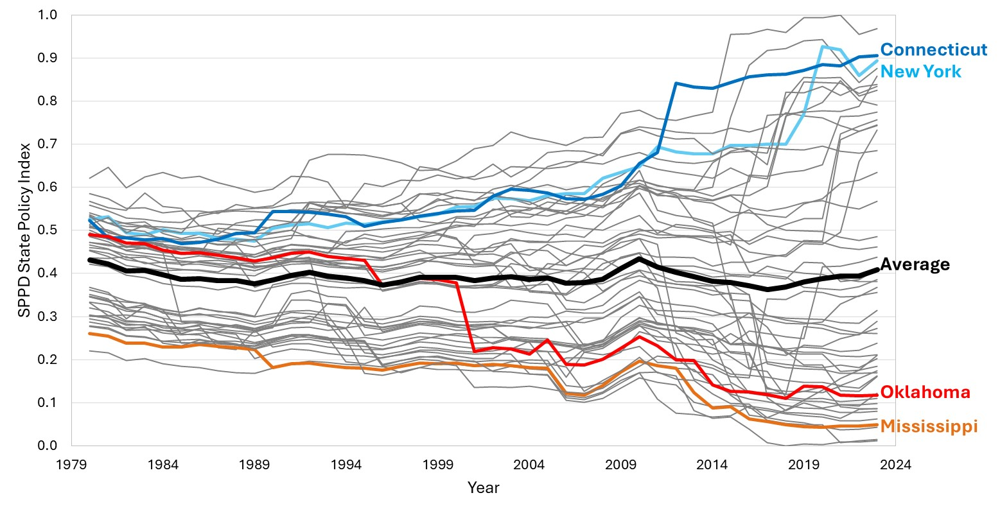 1.0
0.9
0.8
0.7
0.6
0.5
0.4
0.3
0.2
0.1
0.0
SPPD State Policy Index
Connecticut
New York
Average
Oklahoma
Mississippi
1979 1984 1989 1994 1999 2004 2009 2014 2019 2024
Year